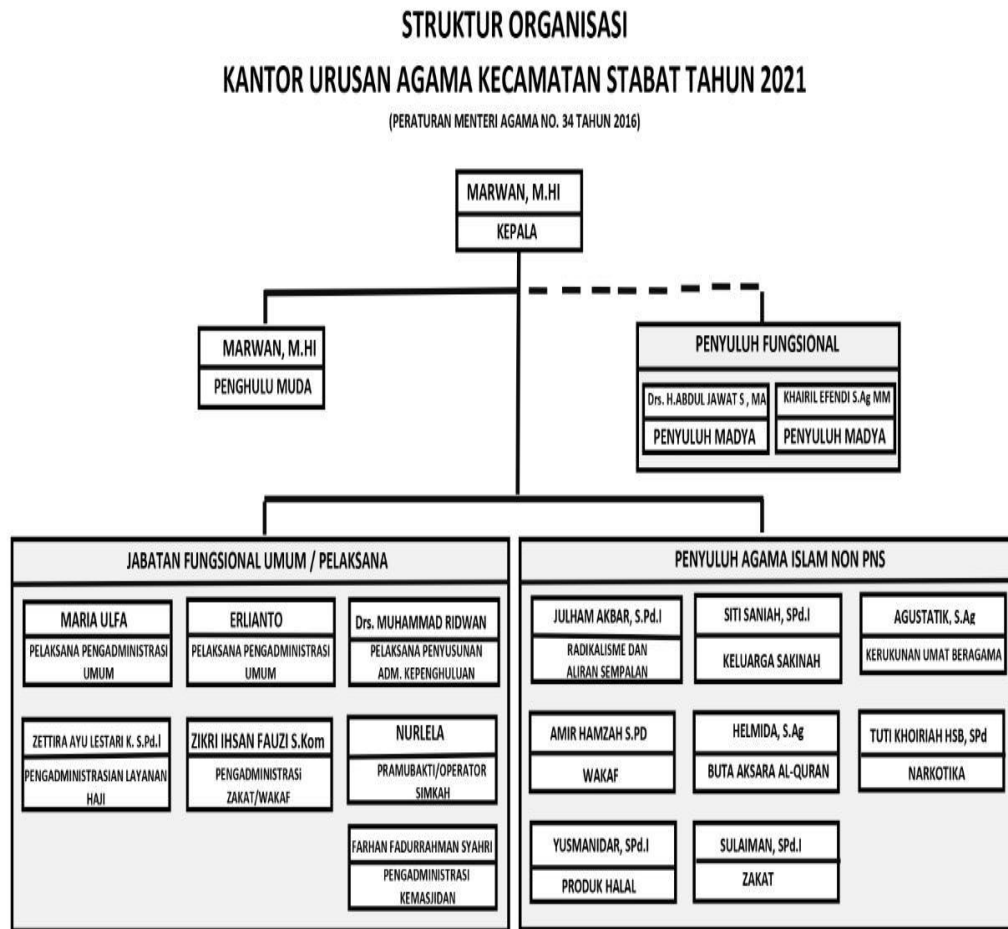 STRUKTUR ORGANISASI
KANTOR URUSAN AGAMA KECAMATAN STABAT TAHUN 2021
(PERATURAN MENTERI AGAMA NO. 34 TAHUN 2016)
MARWAN, M.HI
KEPALA
MARWAN, M.HI
PENGHULU MUDA
PENYULUH FUNGSIONAL
Drs. H.ABDUL JAWAT S , MA
PENYULUH MADYA
KHAIRIL EFENDI S.Ag MM
PENYULUH MADYA
JABATAN FUNGSIONAL UMUM / PELAKSANA
MARIA ULFA
PELAKSANA PENGADMINISTRASI
UMUM
ERLIANTO
PELAKSANA PENGADMINISTRASI
UMUM
Drs. MUHAMMAD RIDWAN
PELAKSANA PENYUSUNAN
ADM. KEPENGHULUAN
ZETTIRA AYU LESTARI K. S.Pd.I
PENGADMINISTRASIAN LAYANAN
HAJI
ZIKRI IHSAN FAUZI S.Kom
PENGADMINISTRASi
ZAKAT/WAKAF
NURLELA
PRAMUBAKTI/OPERATOR
SIMKAH
FARHAN FADURRAHMAN SYAHRI
PENGADMINISTRASI
KEMASJIDAN
PENYULUH AGAMA ISLAM NON PNS
JULHAM AKBAR, S.Pd.I
RADIKALISME DAN
ALIRAN SEMPALAN
SITI SANIAH, SPd.I
KELUARGA SAKINAH
AGUSTATIK, S.Ag
KERUKUNAN UMAT BERAGAMA
AMIR HAMZAH S.PD
WAKAF
HELMIDA, S.Ag
BUTA AKSARA AL-QURAN
TUTI KHOIRIAH HSB, SPd
NARKOTIKA
YUSMANIDAR, SPd.I
PRODUK HALAL
SULAIMAN, SPd.I
ZAKAT